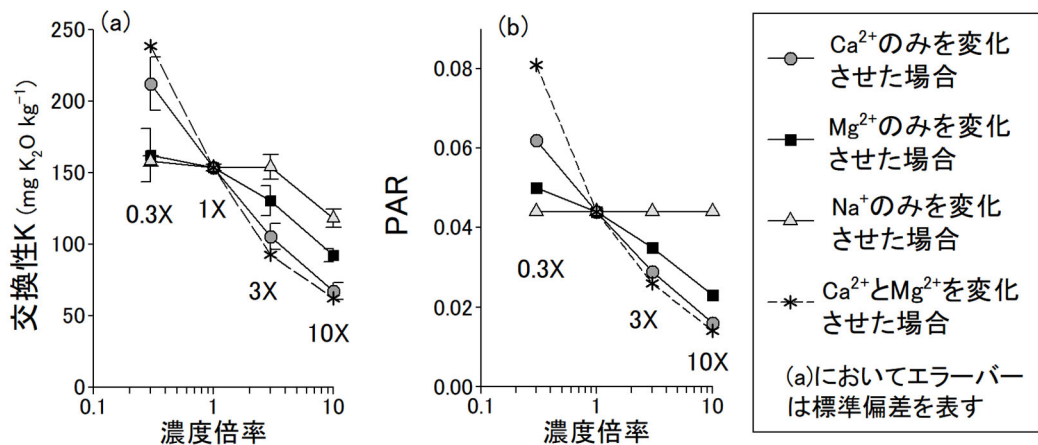 (a)
交換性K (mg K₂O kg⁻¹)
250
200
150
100
50
0
0.3X
1X
3X
10X
0.1
1
10
濃度倍率
(b)
PAR
0.08
0.06
0.04
0.02
0.00
0.3X
1X
3X
10X
0.1
1
10
濃度倍率
Ca²⁺のみを変化
させた場合
Mg²⁺のみを変化
させた場合
Na⁺のみを変化
させた場合
Ca²⁺とMg²⁺を変化
させた場合
(a)においてエラーバー
は標準偏差を表す